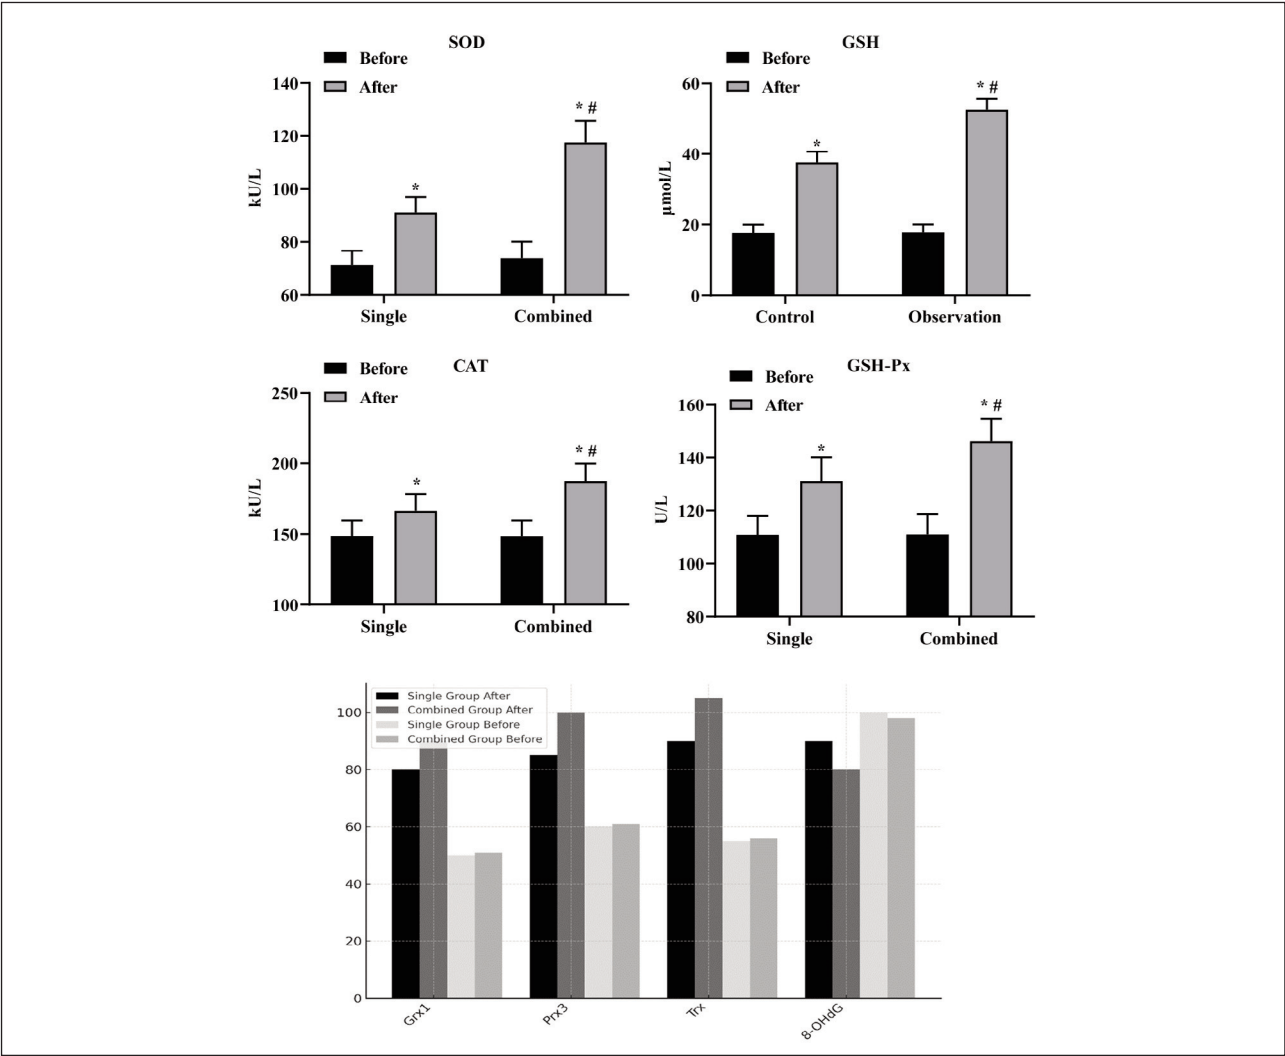 SOD
Before
After
140
120
100
80
60
kU/L
*
* #
Single
Combined
GSH
Before
After
60
40
20
0
μmol/L
*
* #
Control
Observation
CAT
Before
After
250
200
150
100
kU/L
*
* #
Single
Combined
GSH-Px
Before
After
160
140
120
100
80
U/L
*
* #
Single
Combined
Single Group After
Combined Group After
Single Group Before
Combined Group Before
100
80
60
40
20
0
Grx1
Prx3
Trx
8-OHdG